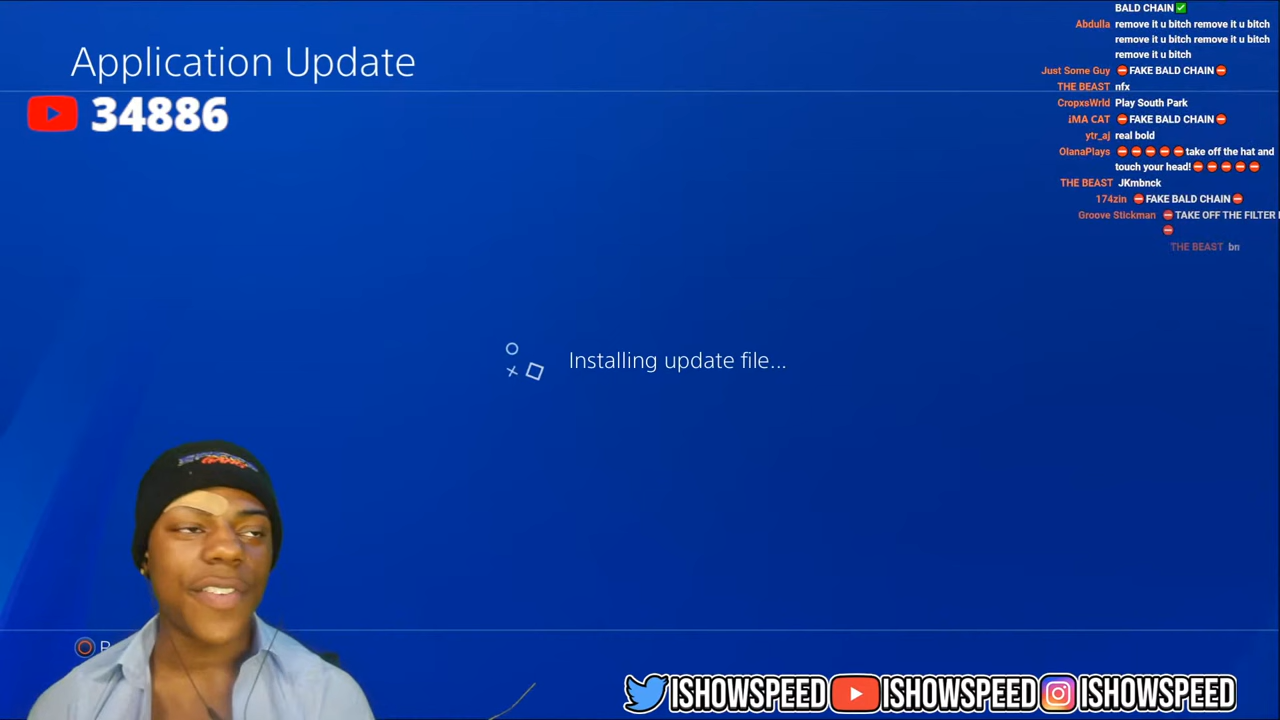 BALD CHAIN✅
Application Update
34886
Abdulla remove it u bitch remove it u bitch
remove it u bitch remove it u bitch
remove it u bitch
Just Some Guy ⛔FAKE BALD CHAIN⛔
THE BEAST nfx
CropxsWrld Play South Park
iMA CAT ⛔FAKE BALD CHAIN⛔
ytr_aj real bold
OlanaPlays ⛔⛔⛔⛔⛔take off the hat and
touch your head!⛔⛔⛔⛔⛔
THE BEAST JKmbnck
174zin ⛔FAKE BALD CHAIN⛔
Groove Stickman ⛔TAKE OFF THE FILTER
⛔
THE BEAST bn
Installing update file...
ISHOWSPEED ISHOWSPEED ISHOWSPEED